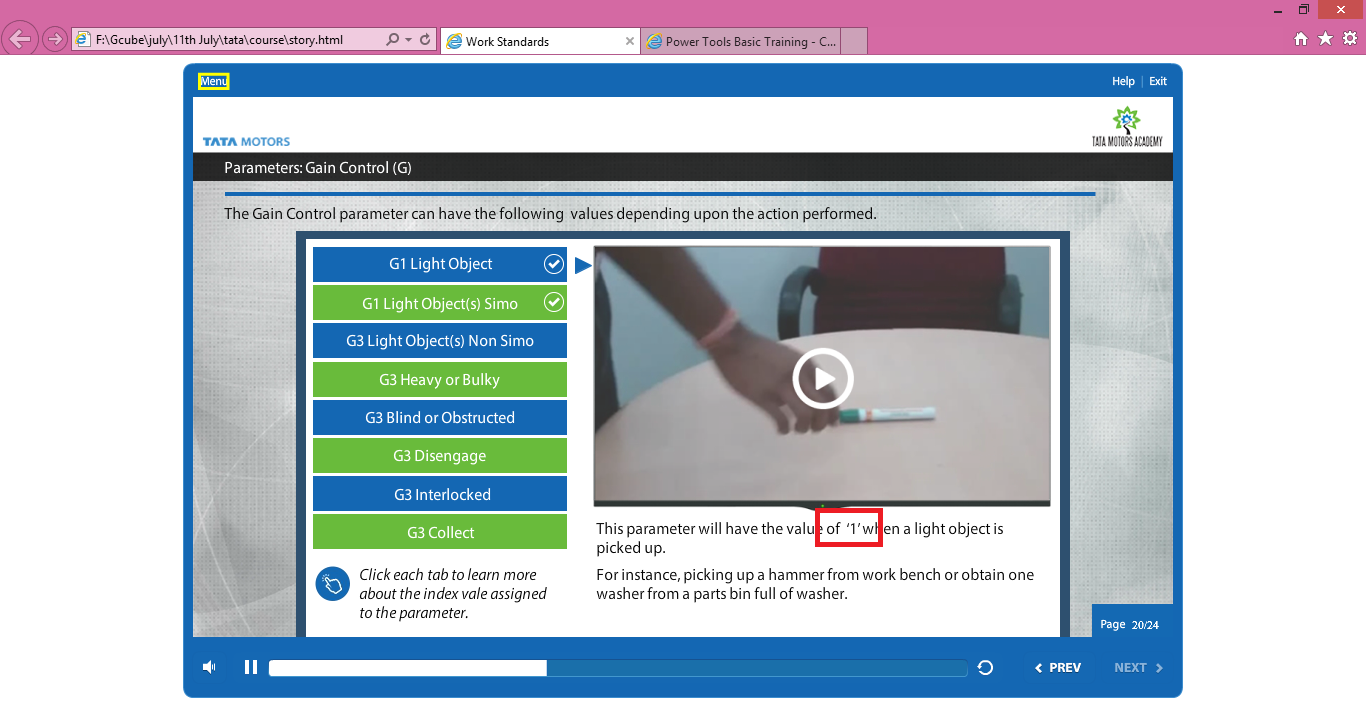 F:\Gcube\july\11th July\tata\course\story.html
Work Standards
Power Tools Basic Training - C...
Menu
Help | Exit
TATA MOTORS
TATA MOTORS ACADEMY
Parameters: Gain Control (G)
The Gain Control parameter can have the following values depending upon the action performed.
G1 Light Object
G1 Light Object(s) Simo
G3 Light Object(s) Non Simo
G3 Heavy or Bulky
G3 Blind or Obstructed
G3 Disengage
G3 Interlocked
G3 Collect
Click each tab to learn more
about the index vale assigned
to the parameter.
This parameter will have the value of ‘1’ when a light object is
picked up.
For instance, picking up a hammer from work bench or obtain one
washer from a parts bin full of washer.
Page 20/24
PREV
NEXT